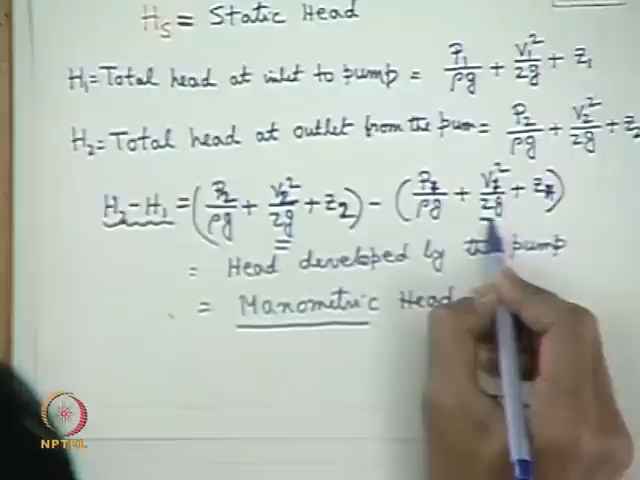 H_S = Static Head
H₁ = Total head at inlet to pump = P₁/ρg + V₁²/2g + Z₁
H₂ = Total head at outlet from the pum = P₂/ρg + V₂²/2g + Z₂
H₂ - H₁ = (P₂/ρg + V₂²/2g + Z₂) - (P₁/ρg + V₁²/2g + Z₁)
= Head developed by the pump
= Manometric Head
NPTEL